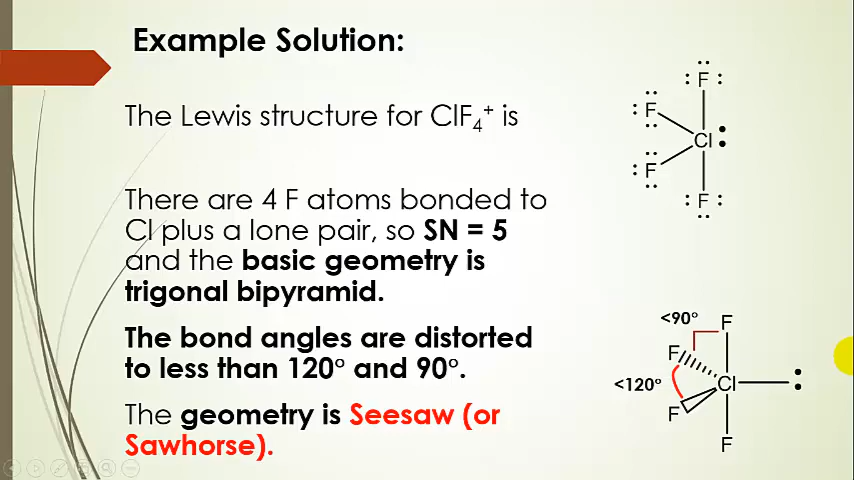 Example Solution:
The Lewis structure for ClF₄⁺ is
There are 4 F atoms bonded to
Cl plus a lone pair, so SN = 5
and the basic geometry is
trigonal bipyramid.
The bond angles are distorted
to less than 120° and 90°.
The geometry is Seesaw (or
Sawhorse).
F
F
Cl
F
F
<90°
F
F
<120°
Cl
F
F